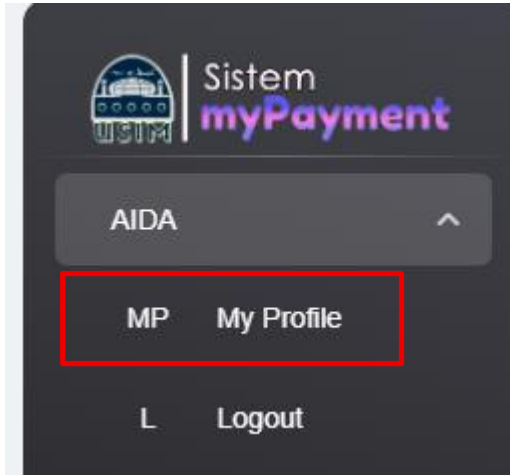 USIM
Sistem
myPayment
AIDA
MP My Profile
L Logout